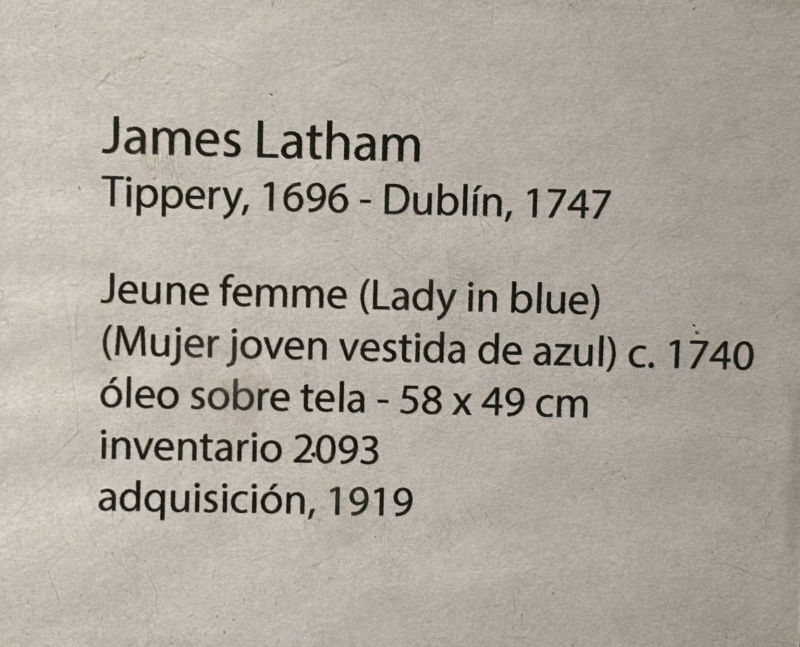 James Latham
Tippery, 1696 - Dublín, 1747
Jeune femme (Lady in blue)
(Mujer joven vestida de azul) c. 1740
óleo sobre tela - 58 x 49 cm
inventario 2093
adquisición, 1919